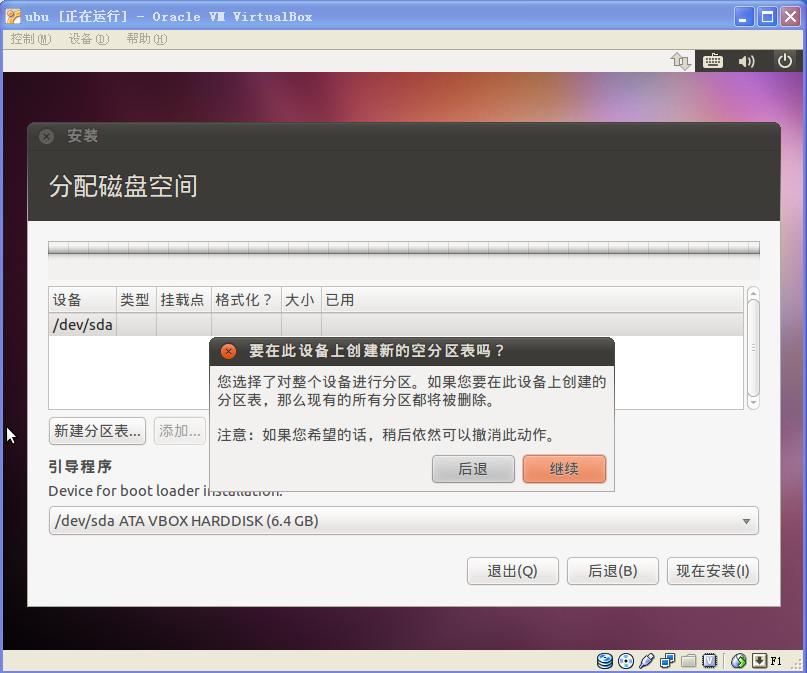 ubu [正在运行] - Oracle VM VirtualBox
控制(M) 设备(D) 帮助(H)
安装
分配磁盘空间
设备 类型 挂载点 格式化？ 大小 已用
/dev/sda
要在此设备上创建新的空分区表吗？
您选择了对整个设备进行分区。如果您要在此设备上创建的
分区表，那么现有的所有分区都将被删除。
注意：如果您希望的话，稍后依然可以撤消此动作。
后退 继续
新建分区表... 添加...
引导程序
Device for boot loader installation:
/dev/sda ATA VBOX HARDDISK (6.4 GB)
退出(Q) 后退(B) 现在安装(I)
F1